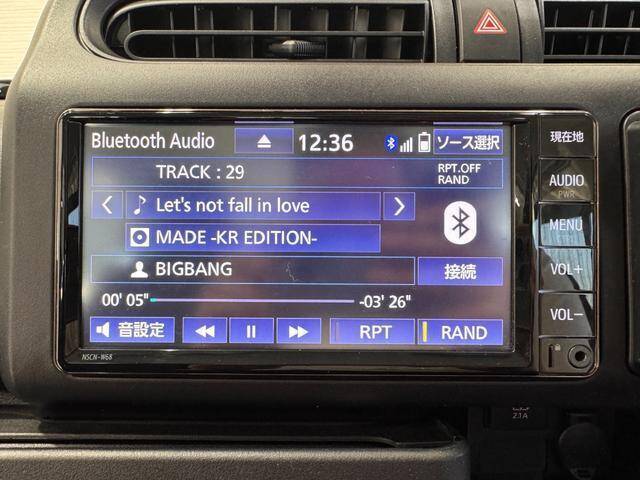 Bluetooth Audio
12:36
ソース選択
TRACK : 29
RPT.OFF
RAND
Let's not fall in love
MADE -KR EDITION-
BIGBANG
接続
00' 05"
-03' 26"
音設定
RPT
RAND
NSCN-W68
現在地
AUDIO
PWR
MENU
VOL+
VOL-
2.1A